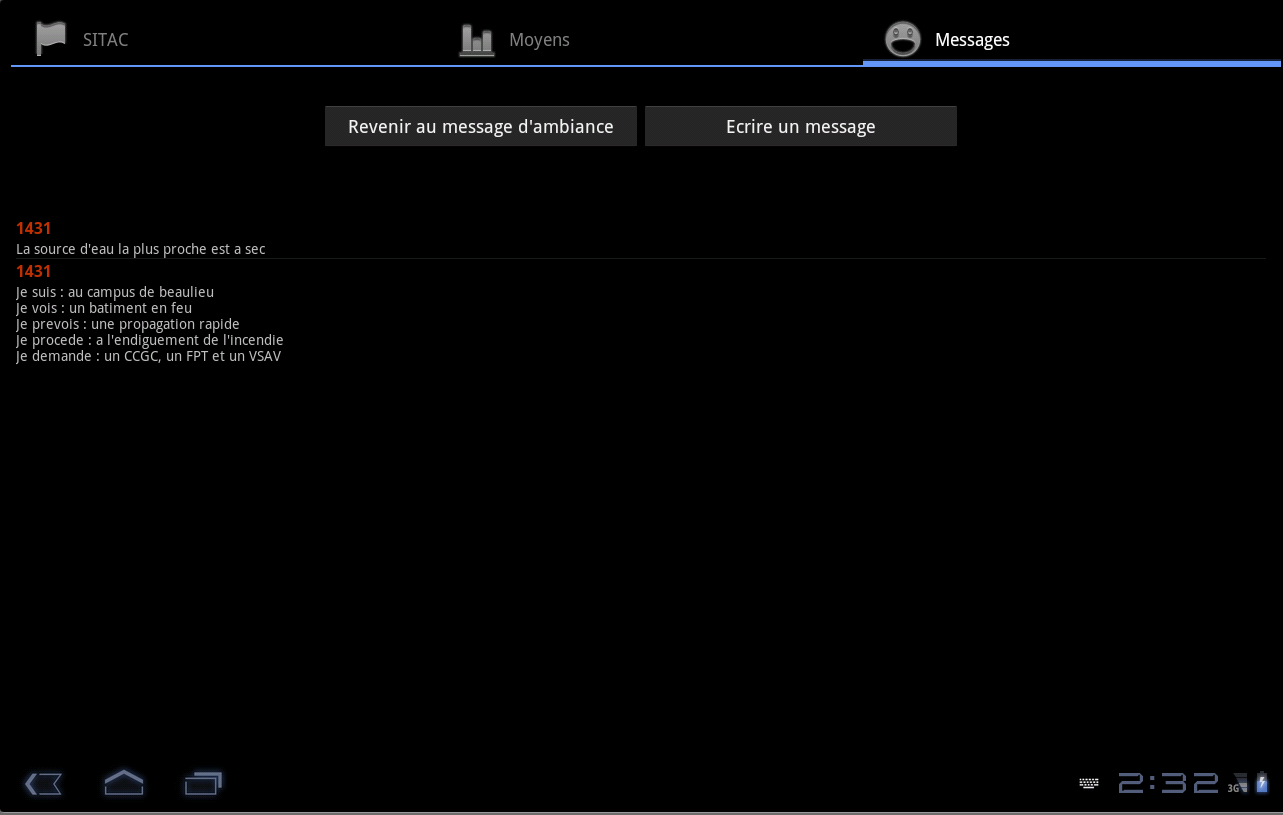 SITAC
Moyens
Messages
Revenir au message d'ambiance
Ecrire un message
1431
La source d'eau la plus proche est a sec
1431
Je suis : au campus de beaulieu
Je vois : un batiment en feu
Je prevois : une propagation rapide
Je procede : a l'endiguement de l'incendie
Je demande : un CCGC, un FPT et un VSAV
2:32
3G